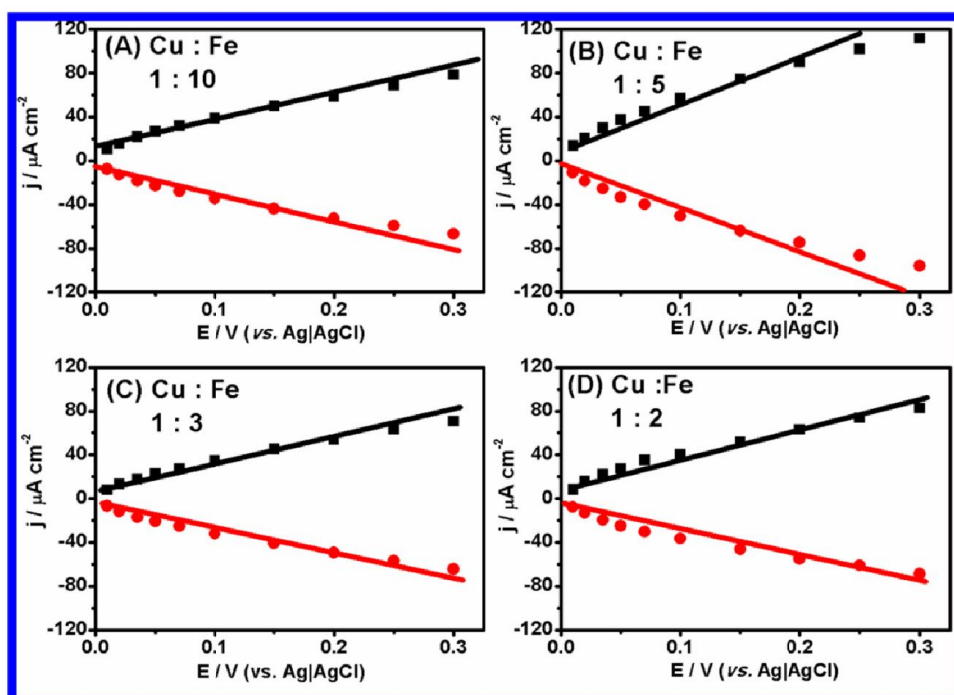 (A) Cu : Fe
1 : 10
120
80
40
0
-40
-80
-120
j / µA cm-2
0.0 0.1 0.2 0.3
E / V (vs. Ag|AgCl)
(B) Cu : Fe
1 : 5
120
80
40
0
-40
-80
-120
j / µA cm-2
0.0 0.1 0.2 0.3
E / V (vs. Ag|AgCl)
(C) Cu : Fe
1 : 3
120
80
40
0
-40
-80
-120
j / µA cm-2
0.0 0.1 0.2 0.3
E / V (vs. Ag|AgCl)
(D) Cu :Fe
1 : 2
120
80
40
0
-40
-80
-120
j / µA cm-2
0.0 0.1 0.2 0.3
E / V (vs. Ag|AgCl)